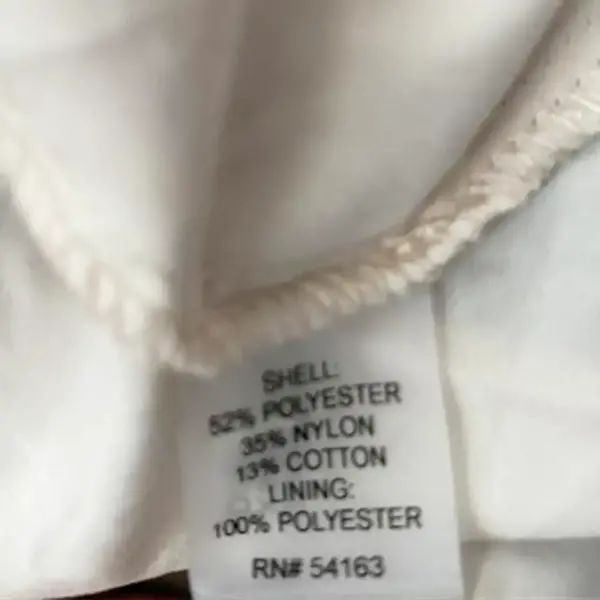 SHELL:
52% POLYESTER
35% NYLON
13% COTTON
LINING:
100% POLYESTER
RN# 54163